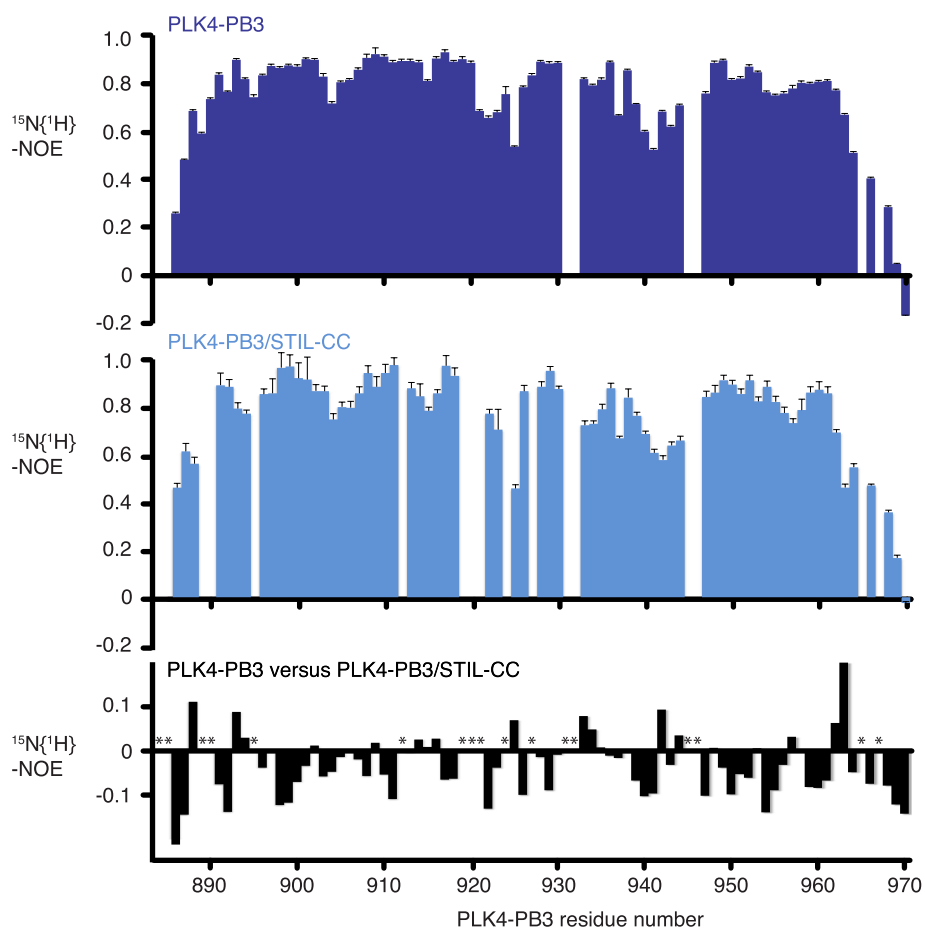 PLK4-PB3
1.0
0.8
15N{1H}
-NOE
0.6
0.4
0.2
0
-0.2
PLK4-PB3/STIL-CC
1.0
0.8
15N{1H}
-NOE
0.6
0.4
0.2
0
-0.2
PLK4-PB3 versus PLK4-PB3/STIL-CC
0.1
** ** * * *** * * ** ** * *
15N{1H}
-NOE
0
-0.1
890 900 910 920 930 940 950 960 970
PLK4-PB3 residue number